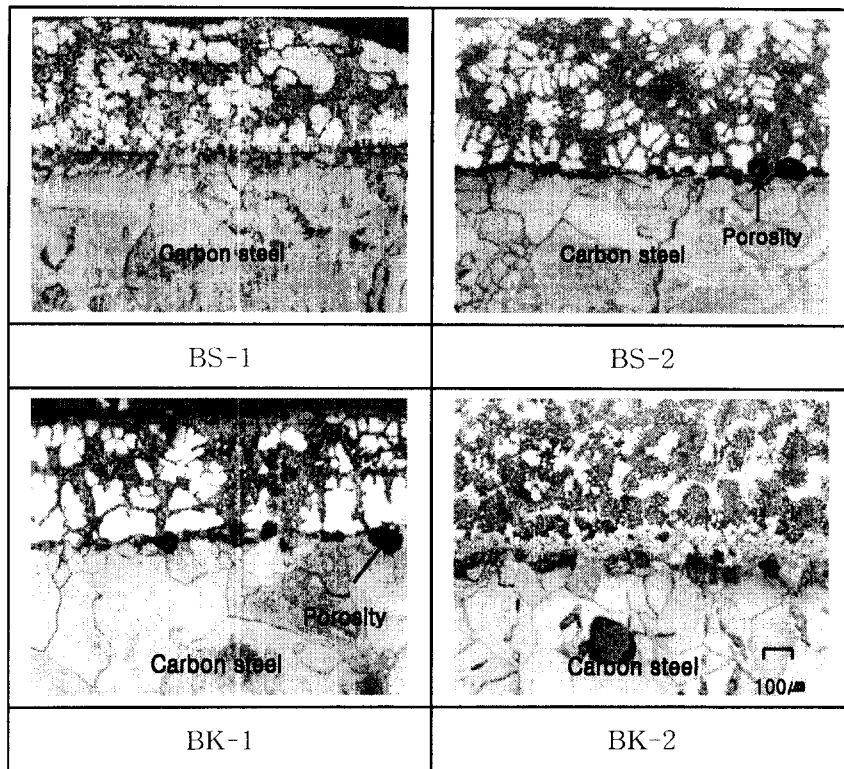 Carbon steel
Porosity
Carbon steel
BS-1
BS-2
Porosity
Carbon steel
Carbon steel
100㎛
BK-1
BK-2